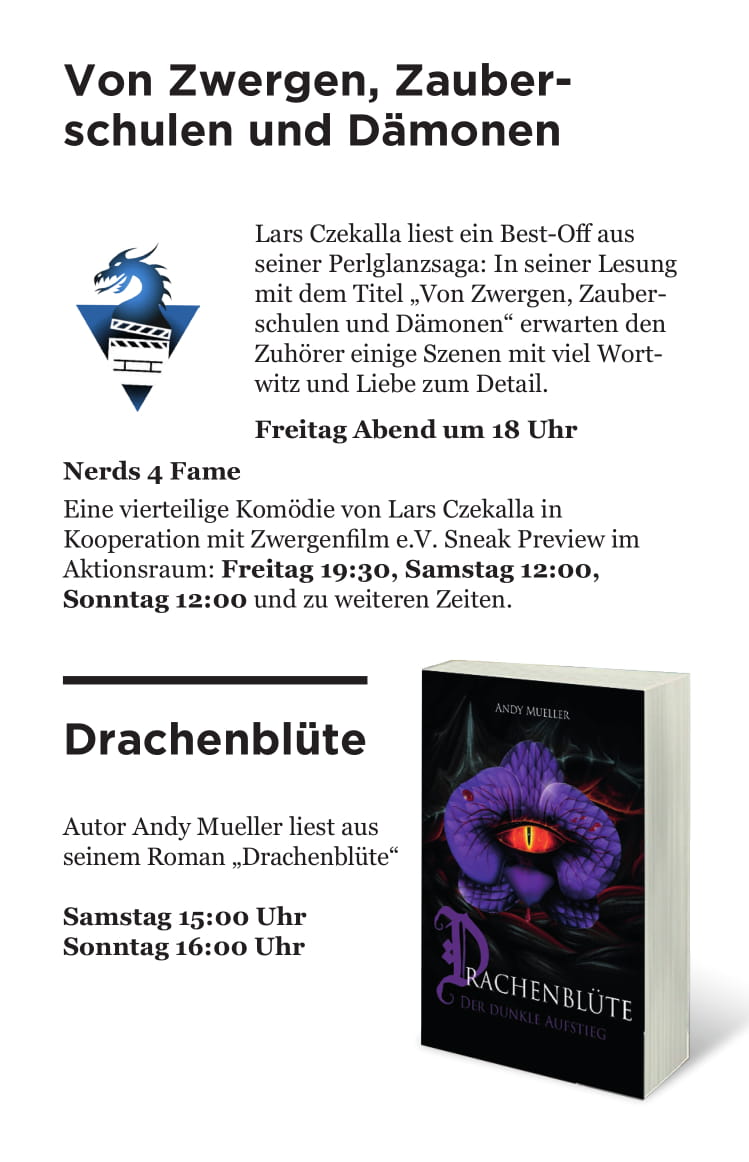 Von Zwergen, Zauber-
schulen und Dämonen
Lars Czekalla liest ein Best-Off aus
seiner Perlglanzsaga: In seiner Lesung
mit dem Titel „Von Zwergen, Zauber-
schulen und Dämonen“ erwarten den
Zuhörer einige Szenen mit viel Wort-
witz und Liebe zum Detail.
Freitag Abend um 18 Uhr
Nerds 4 Fame
Eine vierteilige Komödie von Lars Czekalla in
Kooperation mit Zwergenfilm e.V. Sneak Preview im
Aktionsraum: Freitag 19:30, Samstag 12:00,
Sonntag 12:00 und zu weiteren Zeiten.
Drachenblüte
Autor Andy Mueller liest aus
seinem Roman „Drachenblüte“
Samstag 15:00 Uhr
Sonntag 16:00 Uhr
ANDY MUELLER
DRACHENBLÜTE
DER DUNKLE AUFSTIEG